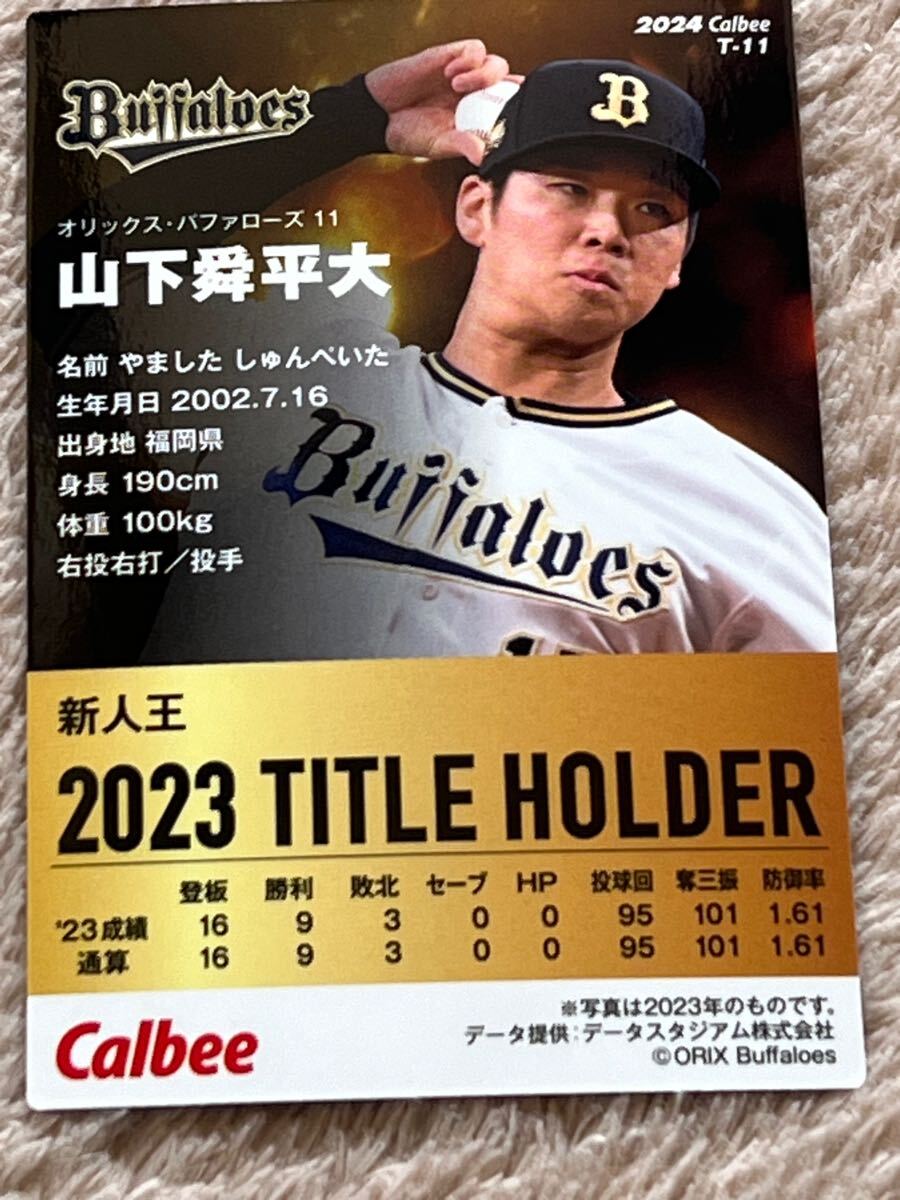 2024 Calbee
T-11
Buffaloes
B
オリックス・バファローズ 11
山下舜平大
名前 やました しゅんぺいた
生年月日 2002.7.16
出身地 福岡県
身長 190cm
体重 100kg
右投右打/投手
Buffaloes
新人王
2023 TITLE HOLDER
登板 勝利 敗北 セーブ HP 投球回 奪三振 防御率
'23成績 16 9 3 0 0 95 101 1.61
通算 16 9 3 0 0 95 101 1.61
Calbee
※写真は2023年のものです。
データ提供:データスタジアム株式会社
©ORIX Buffaloes